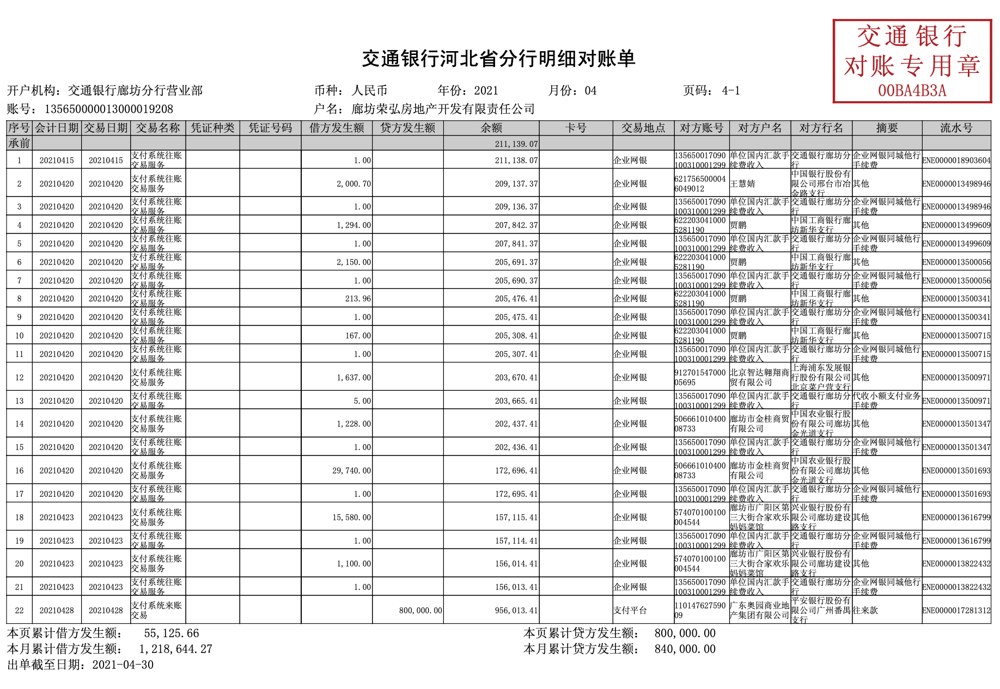 交通银行
对账专用章
00BA4B3A
交通银行河北省分行明细对账单
开户机构：交通银行廊坊分行营业部 币种：人民币 年份：2021 月份：04 页码：4-1
账号：135650000013000019208 户名：廊坊荣弘房地产开发有限责任公司
序号 会计日期 交易日期 交易名称 凭证种类 凭证号码 借方发生额 贷方发生额 余额 卡号 交易地点 对方账号 对方户名 对方行名 摘要 流水号
承前 211,139.07
1 20210415 20210415 支付系统往账交易服务 1.00 211,138.07 企业网银 135650017090100310001299 单位国内汇款手续费收入 交通银行廊坊分行 企业网银同城他行手续费 ENE0000018903604
2 20210420 20210420 支付系统往账交易服务 2,000.70 209,137.37 企业网银 6217565000046049012 王慧婧 中国银行股份有限公司邢台市冶金路支行 其他 ENE0000013498946
3 20210420 20210420 支付系统往账交易服务 1.00 209,136.37 企业网银 135650017090100310001299 单位国内汇款手续费收入 交通银行廊坊分行 企业网银同城他行手续费 ENE0000013498946
4 20210420 20210420 支付系统往账交易服务 1,294.00 207,842.37 企业网银 6222030410005281190 贾鹏 中国工商银行廊坊新华支行 其他 ENE0000013499609
5 20210420 20210420 支付系统往账交易服务 1.00 207,841.37 企业网银 135650017090100310001299 单位国内汇款手续费收入 交通银行廊坊分行 企业网银同城他行手续费 ENE0000013499609
6 20210420 20210420 支付系统往账交易服务 2,150.00 205,691.37 企业网银 6222030410005281190 贾鹏 中国工商银行廊坊新华支行 其他 ENE0000013500056
7 20210420 20210420 支付系统往账交易服务 1.00 205,690.37 企业网银 135650017090100310001299 单位国内汇款手续费收入 交通银行廊坊分行 企业网银同城他行手续费 ENE0000013500056
8 20210420 20210420 支付系统往账交易服务 213.96 205,476.41 企业网银 6222030410005281190 贾鹏 中国工商银行廊坊新华支行 其他 ENE0000013500341
9 20210420 20210420 支付系统往账交易服务 1.00 205,475.41 企业网银 135650017090100310001299 单位国内汇款手续费收入 交通银行廊坊分行 企业网银同城他行手续费 ENE0000013500341
10 20210420 20210420 支付系统往账交易服务 167.00 205,308.41 企业网银 6222030410005281190 贾鹏 中国工商银行廊坊新华支行 其他 ENE0000013500715
11 20210420 20210420 支付系统往账交易服务 1.00 205,307.41 企业网银 135650017090100310001299 单位国内汇款手续费收入 交通银行廊坊分行 企业网银同城他行手续费 ENE0000013500715
12 20210420 20210420 支付系统往账交易服务 1,637.00 203,670.41 企业网银 91270154700005695 北京智达翱翔商贸有限公司 上海浦东发展银行股份有限公司北京菜户营支行 其他 ENE0000013500971
13 20210420 20210420 支付系统往账交易服务 5.00 203,665.41 企业网银 135650017090100310001299 单位国内汇款手续费收入 交通银行廊坊分行 代收小额支付业务手续费 ENE0000013500971
14 20210420 20210420 支付系统往账交易服务 1,228.00 202,437.41 企业网银 50666101040008733 廊坊市金桂商贸有限公司 中国农业银行股份有限公司廊坊金光道支行 其他 ENE0000013501347
15 20210420 20210420 支付系统往账交易服务 1.00 202,436.41 企业网银 135650017090100310001299 单位国内汇款手续费收入 交通银行廊坊分行 企业网银同城他行手续费 ENE0000013501347
16 20210420 20210420 支付系统往账交易服务 29,740.00 172,696.41 企业网银 50666101040008733 廊坊市金桂商贸有限公司 中国农业银行股份有限公司廊坊金光道支行 其他 ENE0000013501693
17 20210420 20210420 支付系统往账交易服务 1.00 172,695.41 企业网银 135650017090100310001299 单位国内汇款手续费收入 交通银行廊坊分行 企业网银同城他行手续费 ENE0000013501693
18 20210423 20210423 支付系统往账交易服务 15,580.00 157,115.41 企业网银 574070100100004544 廊坊市广阳区第三大街合家欢乐妈妈菜馆 兴业银行股份有限公司廊坊建设路支行 其他 ENE0000013616799
19 20210423 20210423 支付系统往账交易服务 1.00 157,114.41 企业网银 135650017090100310001299 单位国内汇款手续费收入 交通银行廊坊分行 企业网银同城他行手续费 ENE0000013616799
20 20210423 20210423 支付系统往账交易服务 1,100.00 156,014.41 企业网银 574070100100004544 廊坊市广阳区第三大街合家欢乐妈妈菜馆 兴业银行股份有限公司廊坊建设路支行 其他 ENE0000013822432
21 20210423 20210423 支付系统往账交易服务 1.00 156,013.41 企业网银 135650017090100310001299 单位国内汇款手续费收入 交通银行廊坊分行 企业网银同城他行手续费 ENE0000013822432
22 20210428 20210428 支付系统来账交易 800,000.00 956,013.41 支付平台 11014762759009 广东奥园商业地产集团有限公司 平安银行股份有限公司广州番禺支行 往来款 ENE0000017281312
本页累计借方发生额： 55,125.66 本页累计贷方发生额： 800,000.00
本月累计借方发生额： 1,218,644.27 本月累计贷方发生额： 840,000.00
出单截至日期：2021-04-30